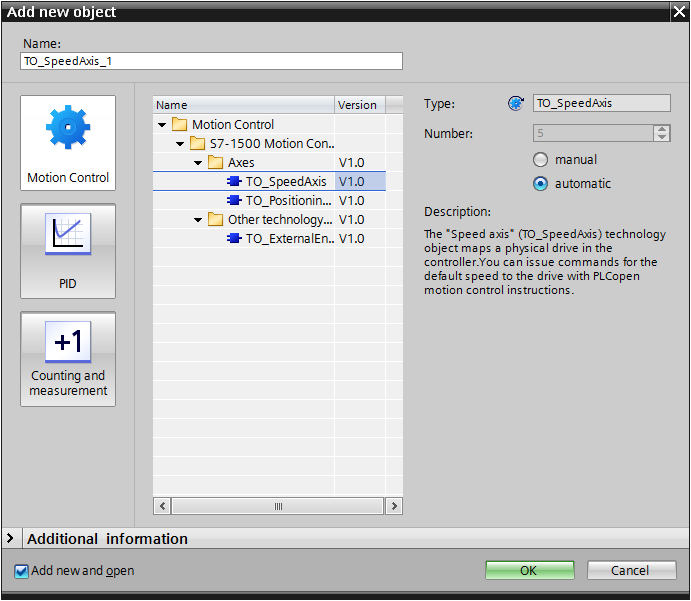 Add new object
Name:
TO_SpeedAxis_1
Motion Control
PID
+1
Counting and
measurement
Name Version
Motion Control
S7-1500 Motion Con...
Axes V1.0
TO_SpeedAxis V1.0
TO_Positionin... V1.0
Other technology... V1.0
TO_ExternalEn... V1.0
Type: TO_SpeedAxis
Number: 5
manual
automatic
Description:
The "Speed axis" (TO_SpeedAxis) technology
object maps a physical drive in the
controller.You can issue commands for the
default speed to the drive with PLCopen
motion control instructions.
Additional information
Add new and open
OK
Cancel